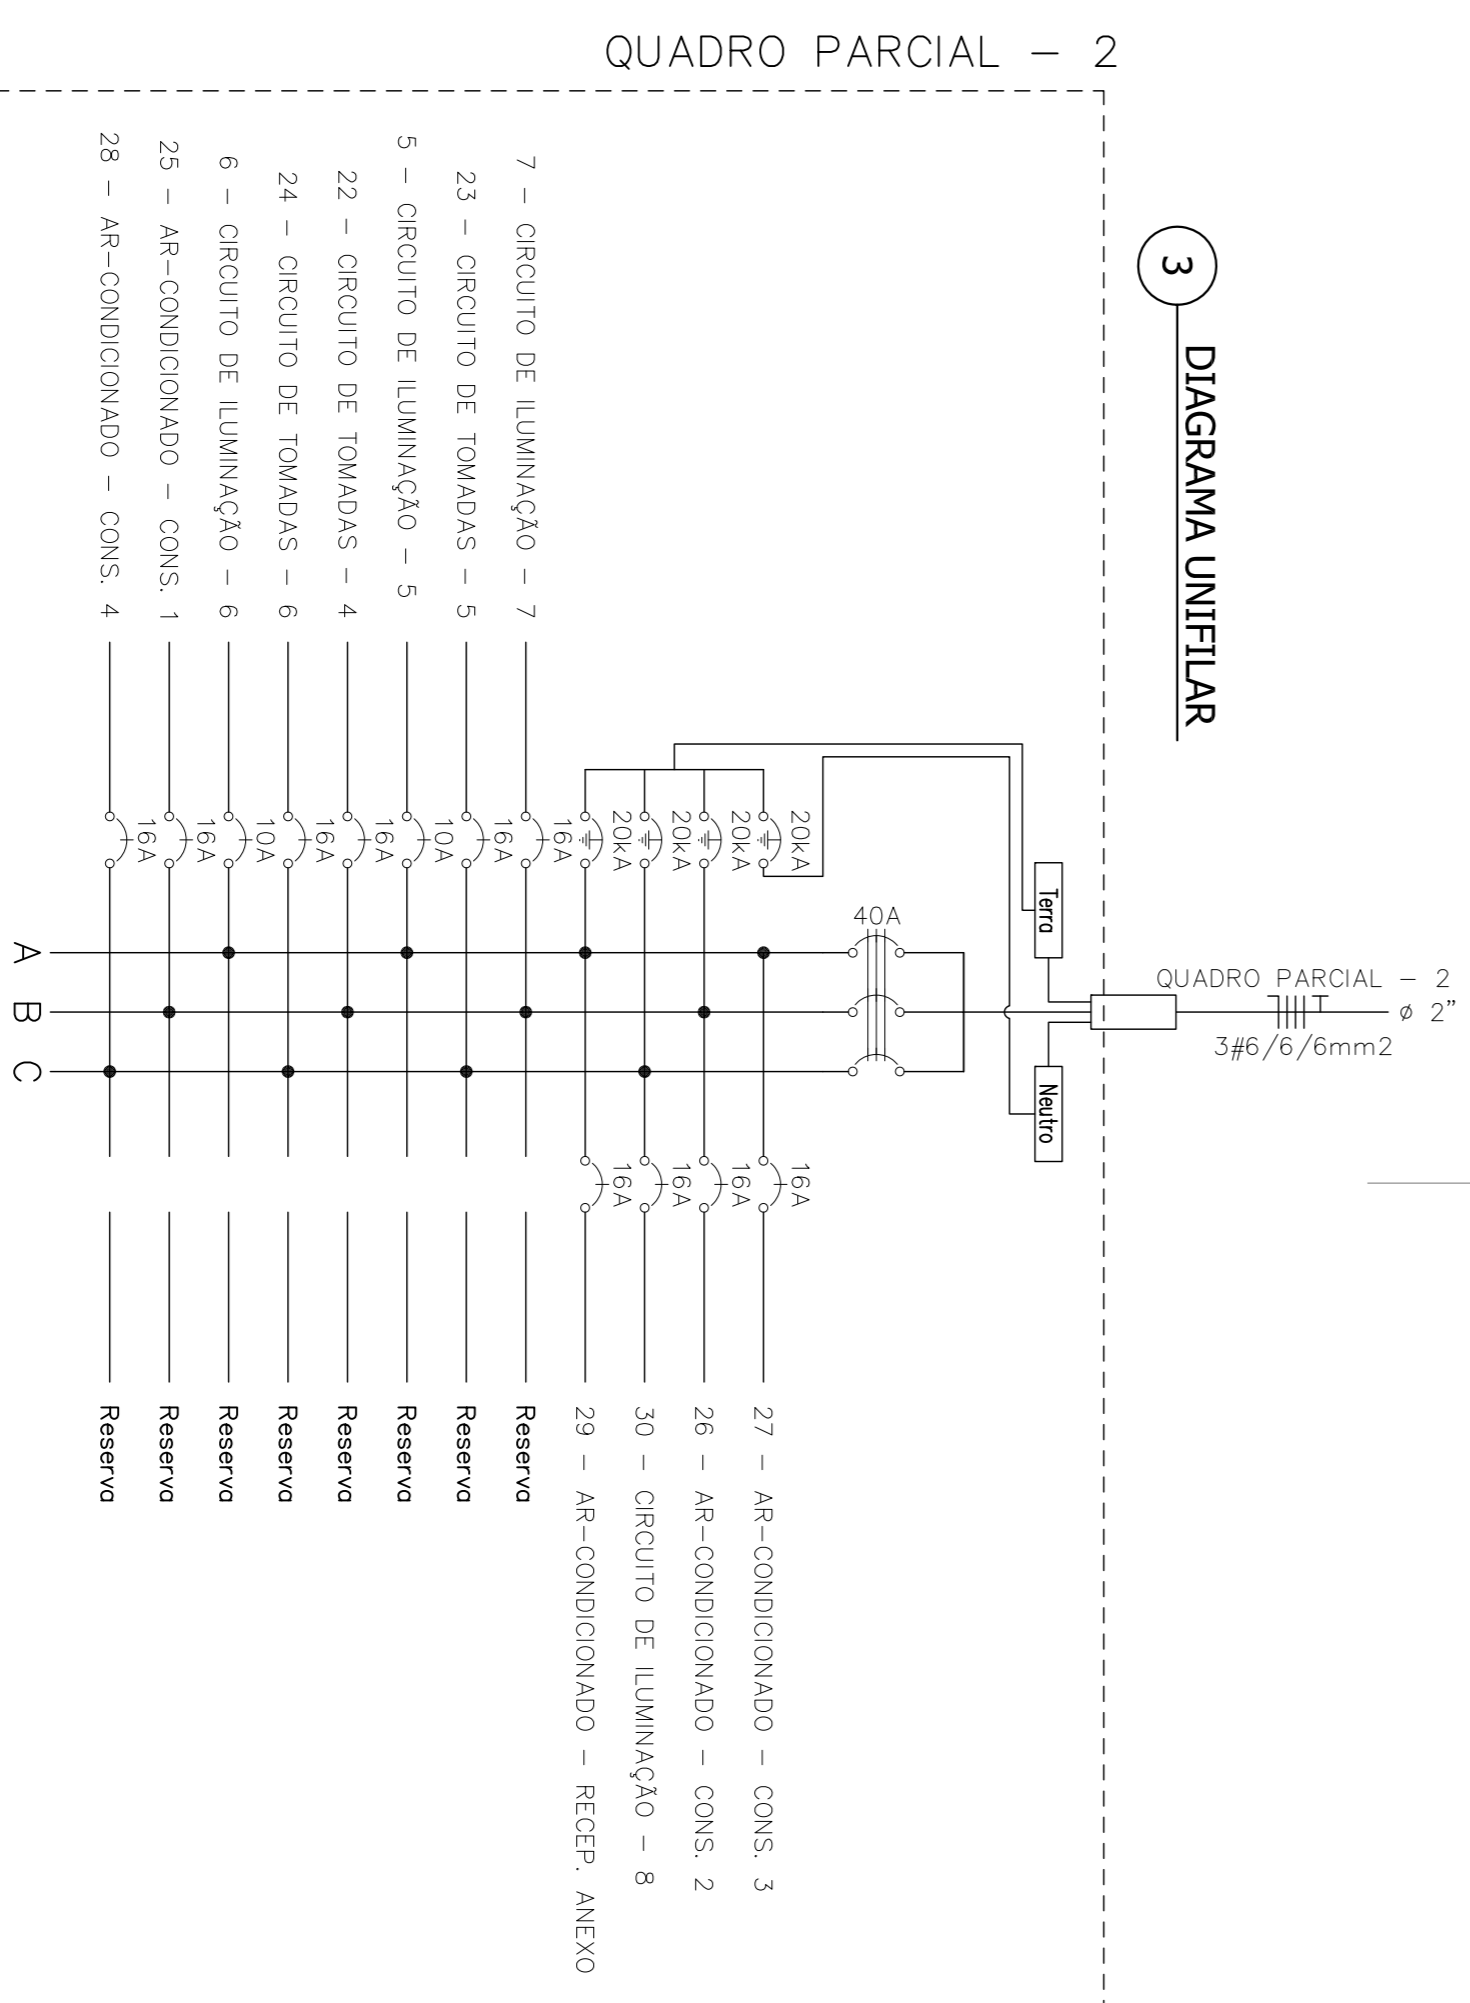 QUADRO PARCIAL – 2
3
DIAGRAMA UNIFILAR
QUADRO PARCIAL – 2
ø 2"
3#6/6/6mm2
Terra
Neutro
40A
20kA
20kA
20kA
20kA
16A
27 – AR-CONDICIONADO – CONS. 3
16A
26 – AR-CONDICIONADO – CONS. 2
16A
30 – CIRCUITO DE ILUMINAÇÃO – 8
16A
29 – AR-CONDICIONADO – RECEP. ANEXO
7 – CIRCUITO DE ILUMINAÇÃO – 7
16A
Reserva
23 – CIRCUITO DE TOMADAS – 5
16A
Reserva
5 – CIRCUITO DE ILUMINAÇÃO – 5
10A
Reserva
22 – CIRCUITO DE TOMADAS – 4
16A
Reserva
24 – CIRCUITO DE TOMADAS – 6
16A
Reserva
6 – CIRCUITO DE ILUMINAÇÃO – 6
10A
Reserva
25 – AR-CONDICIONADO – CONS. 1
16A
Reserva
28 – AR-CONDICIONADO – CONS. 4
16A
Reserva
A
B
C